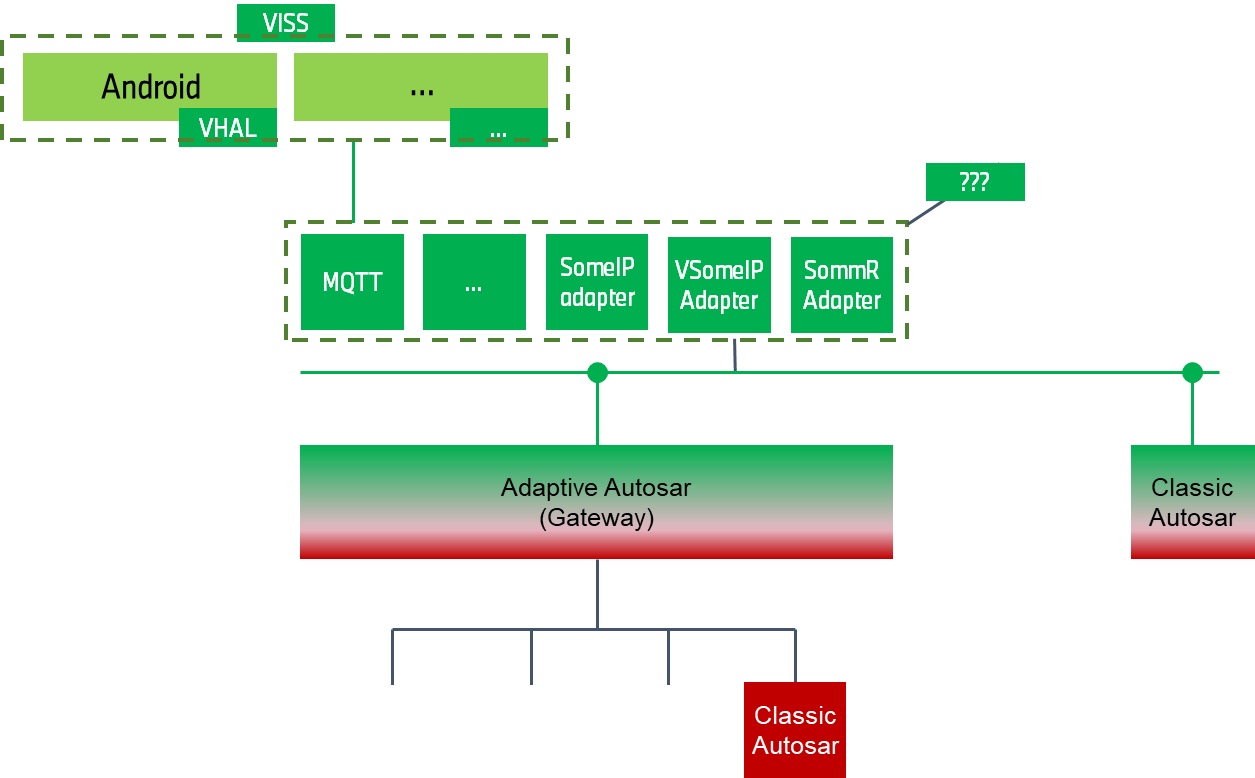 VISS
Android
...
VHAL
...
???
MQTT
...
SomeIP
adapter
VSomeIP
Adapter
SommR
Adapter
Adaptive Autosar
(Gateway)
Classic
Autosar
Classic
Autosar